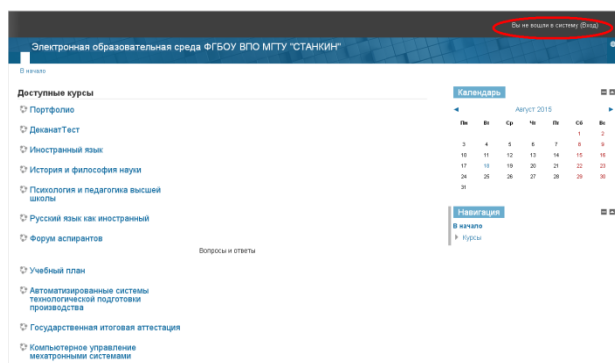 Вы не вошли в систему (Вход)
Электронная образовательная среда ФГБОУ ВПО МГТУ "СТАНКИН"
В начало
Доступные курсы
Портфолио
ДеканатТест
Иностранный язык
История и философия науки
Психология и педагогика высшей
школы
Русский язык как иностранный
Форум аспирантов
Вопросы и ответы
Учебный план
Автоматизированные системы
технологической подготовки
производства
Государственная итоговая аттестация
Компьютерное управление
мехатронными системами
Календарь
Август 2015
Пн Вт Ср Чт Пт Сб Вс
1 2
3 4 5 6 7 8 9
10 11 12 13 14 15 16
17 18 19 20 21 22 23
24 25 26 27 28 29 30
31
Навигация
В начало
Курсы